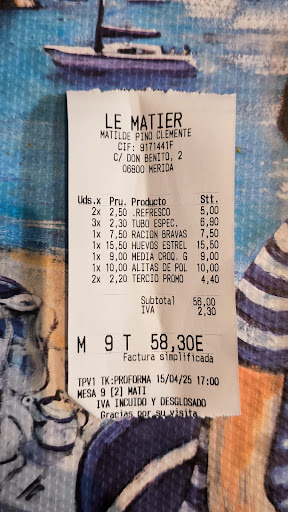 LE MATIER
MATILDE PINO CLEMENTE
CIF: 9171441F
C/ DON BENITO, 2
06800 MERIDA
Uds.x Pru. Producto Stt.
2x 2,50 .REFRESCO 5,00
3x 2,30 TUBO ESPEC. 6,90
1x 7,50 RACION BRAVAS 7,50
1x 15,50 HUEVOS ESTREL 15,50
1x 9,00 MEDIA CROQ. G 9,00
1x 10,00 ALITAS DE POL 10,00
2x 2,20 TERCIO PROMO 4,40
Subtotal 56,00
IVA 2,30
M 9 T 58,30E
Factura simplificada
TPV1 TK:PROFORMA 15/04/25 17:00
MESA 9 [2] MATI
IVA INCUIDO Y DESGLOSADO
Gracias por su visita